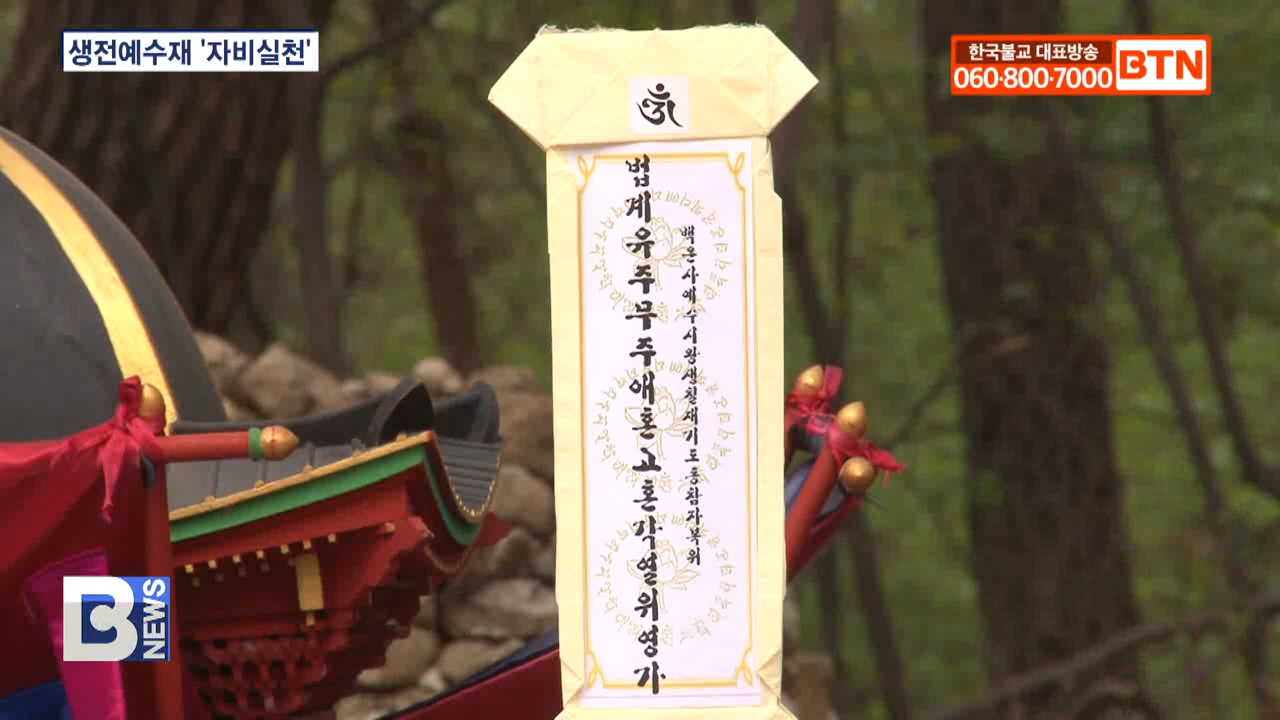 생전예수재 '자비실천'
한국불교 대표방송
060·800·7000
BTN
ॐ
법계유주무주애혼고혼각열위영가
백운사예수시왕생칠재기도동참자복위
B NEWS